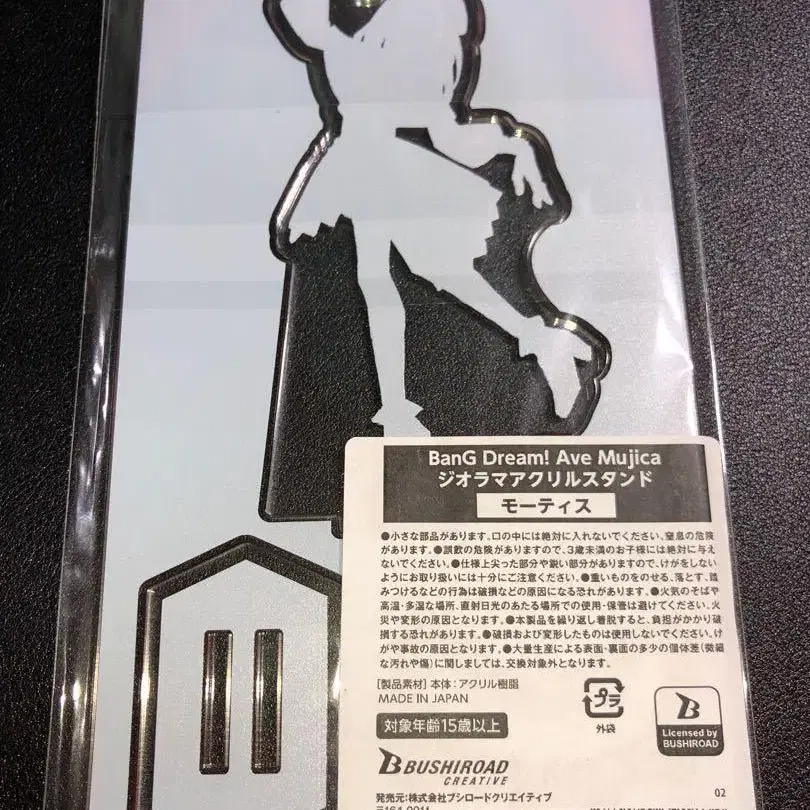 BanG Dream! Ave Mujica
ジオラマアクリルスタンド
モーティス
●小さな部品があります。口の中には絶対に入れないでください。窒息の危険
があります。●誤飲の危険がありますので、3歳未満のお子様には絶対に与え
ないでください。●仕様上尖った部分や鋭い部分がありますので、けがをしない
ようにお取り扱いには十分にご注意ください。●重いものをのせる、落とす、踏
みつけるなどの行為は破損などの原因になる恐れがあります。●火気のそばや
高温・多湿な場所、直射日光のあたる場所での使用・保管は避けてください。火
災や変形の原因となります。●本製品を繰り返し着脱すると、負担がかかり破
損する恐れがあります。●破損および変形したものは使用しないでください。け
がや事故の原因となります。●大量生産による表面・裏面の多少の個体差(微細
な汚れや傷)に関しましては、交換対象外となります。
[製品素材] 本体:アクリル樹脂
MADE IN JAPAN
対象年齢15歳以上
プラ
外袋
B
Licensed by
BUSHIROAD
BUSHIROAD
CREATIVE
発売元:株式会社ブシロードクリエイティブ
02
〒164-0011